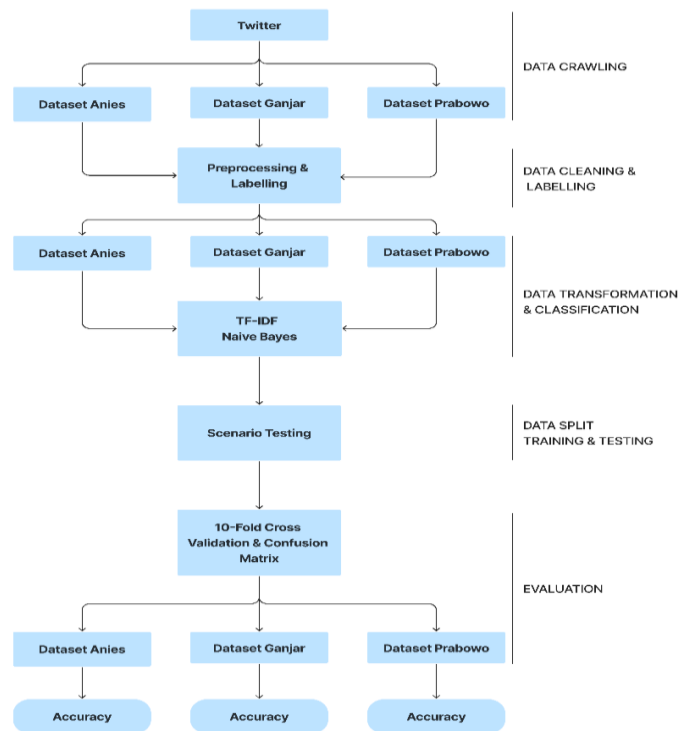 Twitter
DATA CRAWLING
Dataset Anies
Dataset Ganjar
Dataset Prabowo
Preprocessing &
Labelling
DATA CLEANING &
LABELLING
Dataset Anies
Dataset Ganjar
Dataset Prabowo
DATA TRANSFORMATION
& CLASSIFICATION
TF-IDF
Naive Bayes
Scenario Testing
DATA SPLIT
TRAINING & TESTING
10-Fold Cross
Validation & Confusion
Matrix
EVALUATION
Dataset Anies
Dataset Ganjar
Dataset Prabowo
Accuracy
Accuracy
Accuracy